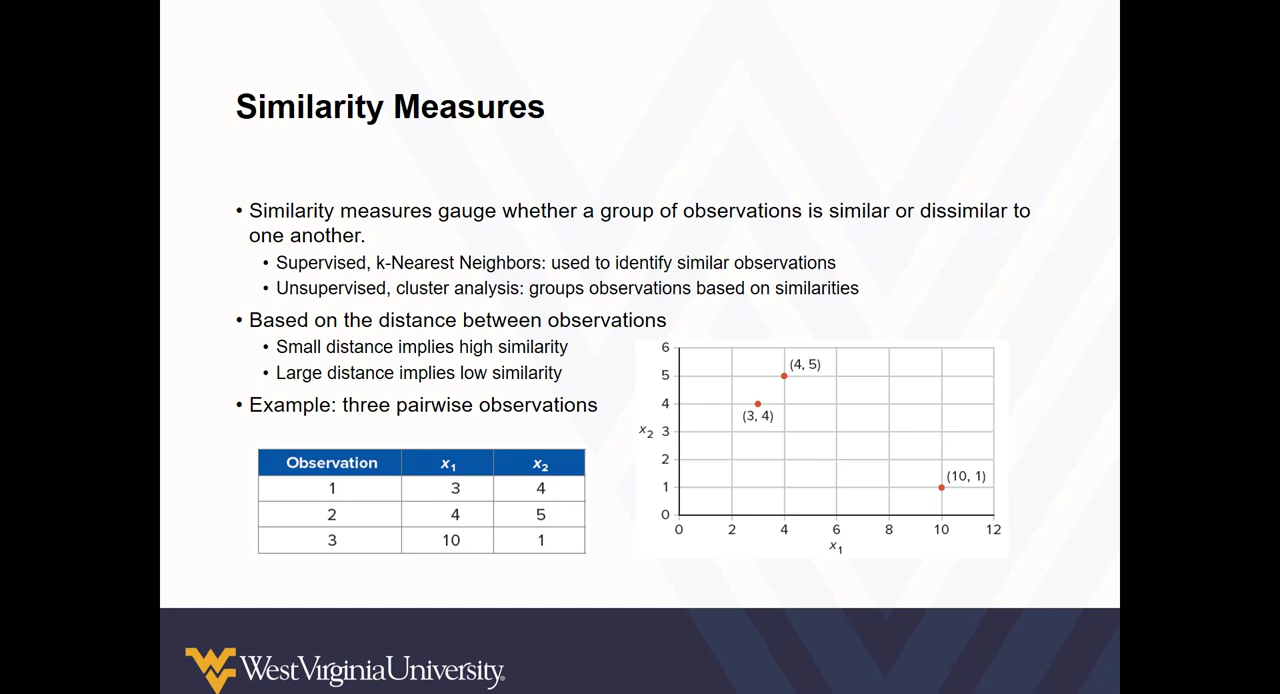 Similarity Measures
• Similarity measures gauge whether a group of observations is similar or dissimilar to
one another.
• Supervised, k-Nearest Neighbors: used to identify similar observations
• Unsupervised, cluster analysis: groups observations based on similarities
• Based on the distance between observations
• Small distance implies high similarity
• Large distance implies low similarity
• Example: three pairwise observations
Observation x₁ x₂
1 3 4
2 4 5
3 10 1
6
5
4
x₂ 3
2
1
0
(4, 5)
(3, 4)
(10, 1)
0 2 4 6 8 10 12
x₁
WestVirginiaUniversity.